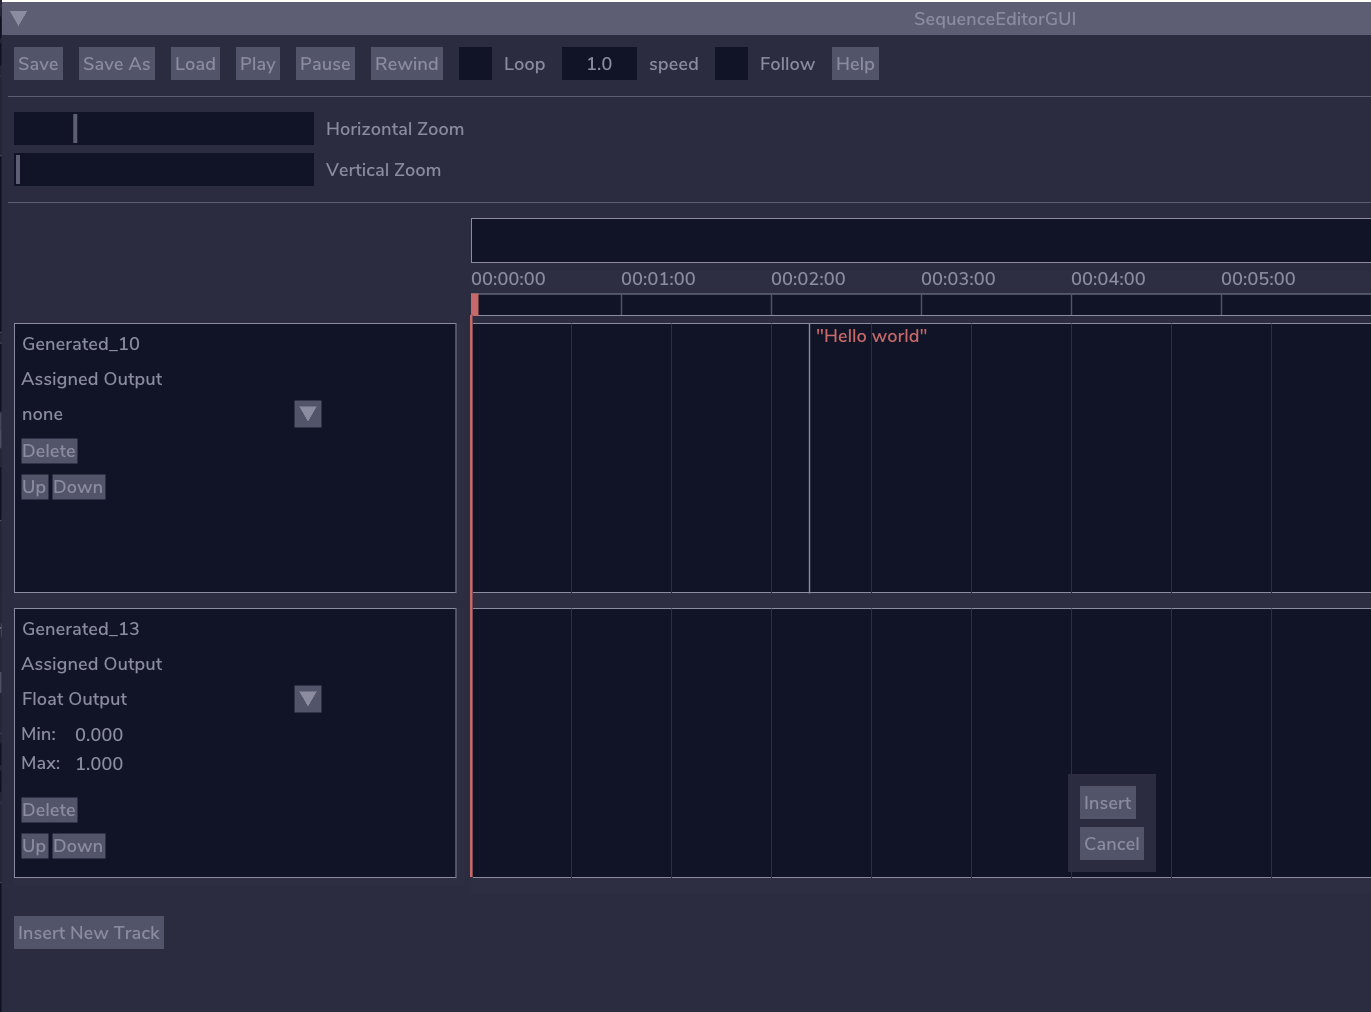 SequenceEditorGUI
Save Save As Load Play Pause Rewind Loop 1.0 speed Follow Help
Horizontal Zoom
Vertical Zoom
00:00:00 00:01:00 00:02:00 00:03:00 00:04:00 00:05:00
Generated_10
"Hello world"
Assigned Output
none
Delete
Up Down
Generated_13
Assigned Output
Float Output
Min: 0.000
Max: 1.000
Delete
Up Down
Insert
Cancel
Insert New Track